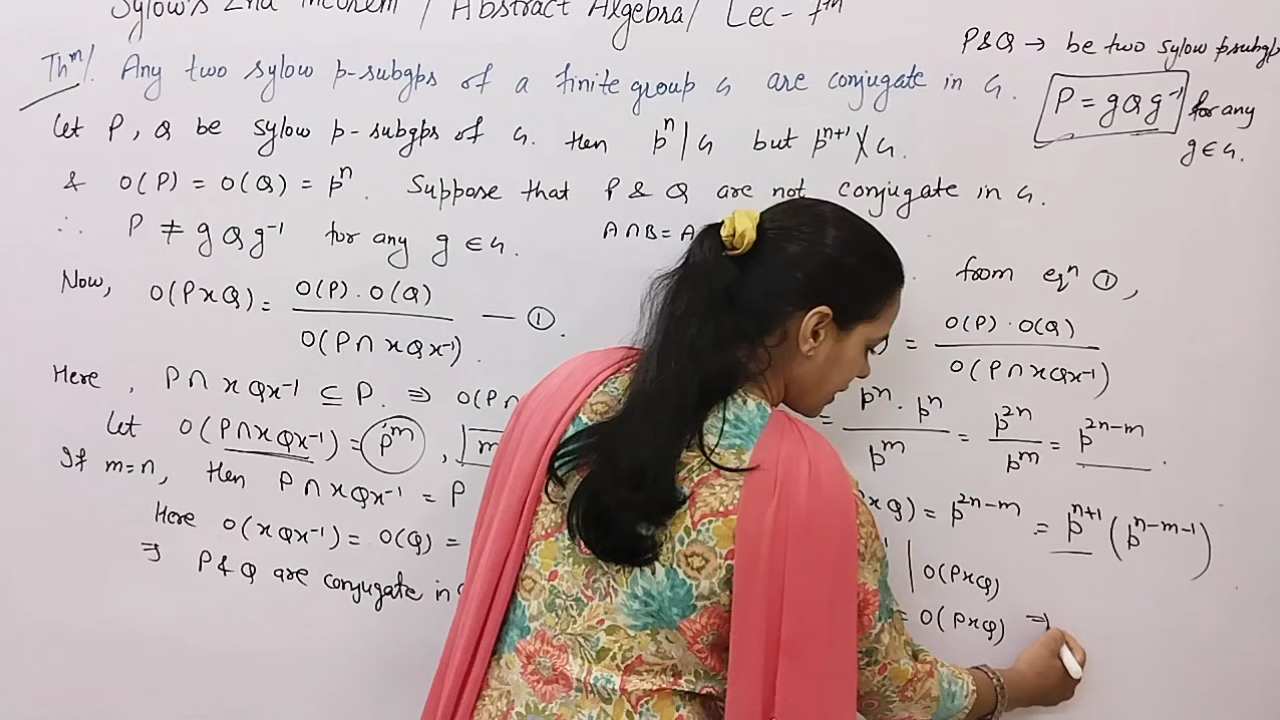 Sylow's 2nd Theorem / Abstract Algebra / Lec- 7th
Thm/. Any two sylow p-subgps of a finite group G are conjugate in G.
P & Q → be two sylow psubgp
P = gQg⁻¹ for any
g ∈ G.
Let P, Q be sylow p-subgps of G. then pⁿ | G but pⁿ⁺¹ ∤ G.
& O(P) = O(Q) = pⁿ. Suppose that P & Q are not conjugate in G.
∴ P ≠ gQg⁻¹ for any g ∈ G.
A∩B = A
Now, O(PxQ) = O(P) . O(Q) / O(P∩xQx⁻¹) — ①.
Here, P∩xQx⁻¹ ⊆ P. ⇒ O(P∩
Let O(P∩xQx⁻¹) = pᵐ, m
If m=n, then P∩xQx⁻¹ = P
Here O(xQx⁻¹) = O(Q) =
⇒ P & Q are conjugate in
from eqⁿ ①,
= O(P) . O(Q) / O(P∩xQx⁻¹)
= pⁿ . pⁿ / pᵐ = p²ⁿ / pᵐ = p²ⁿ⁻ᵐ.
xQ) = p²ⁿ⁻ᵐ = pⁿ⁺¹ (pⁿ⁻ᵐ⁻¹)
| O(PxQ)
= O(PxQ) ⇒